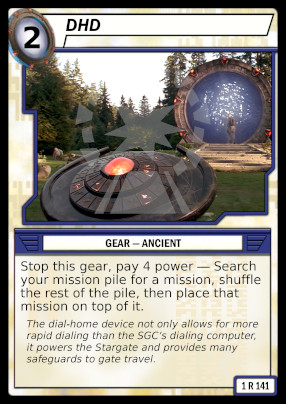 2
DHD
GEAR – ANCIENT
Stop this gear, pay 4 power — Search
your mission pile for a mission, shuffle
the rest of the pile, then place that
mission on top of it.
The dial-home device not only allows for more
rapid dialing than the SGC's dialing computer,
it powers the Stargate and provides many
safeguards to gate travel.
1 R 141